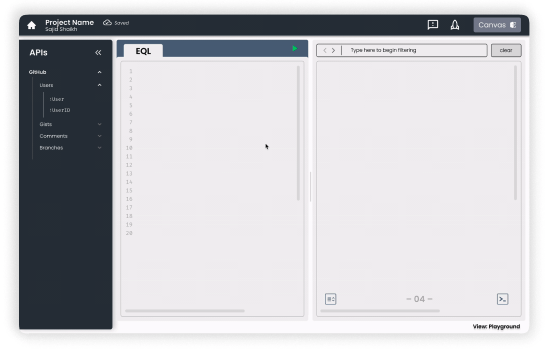 Project Name
Sajid Shaikh
Saved
Canvas
APIs
GitHub
Users
!User
!UserID
Gists
Comments
Branches
EQL
1
2
3
4
5
6
7
8
9
10
11
12
13
14
15
16
17
18
19
20
Type here to begin filtering
clear
– 04 –
View: Playground